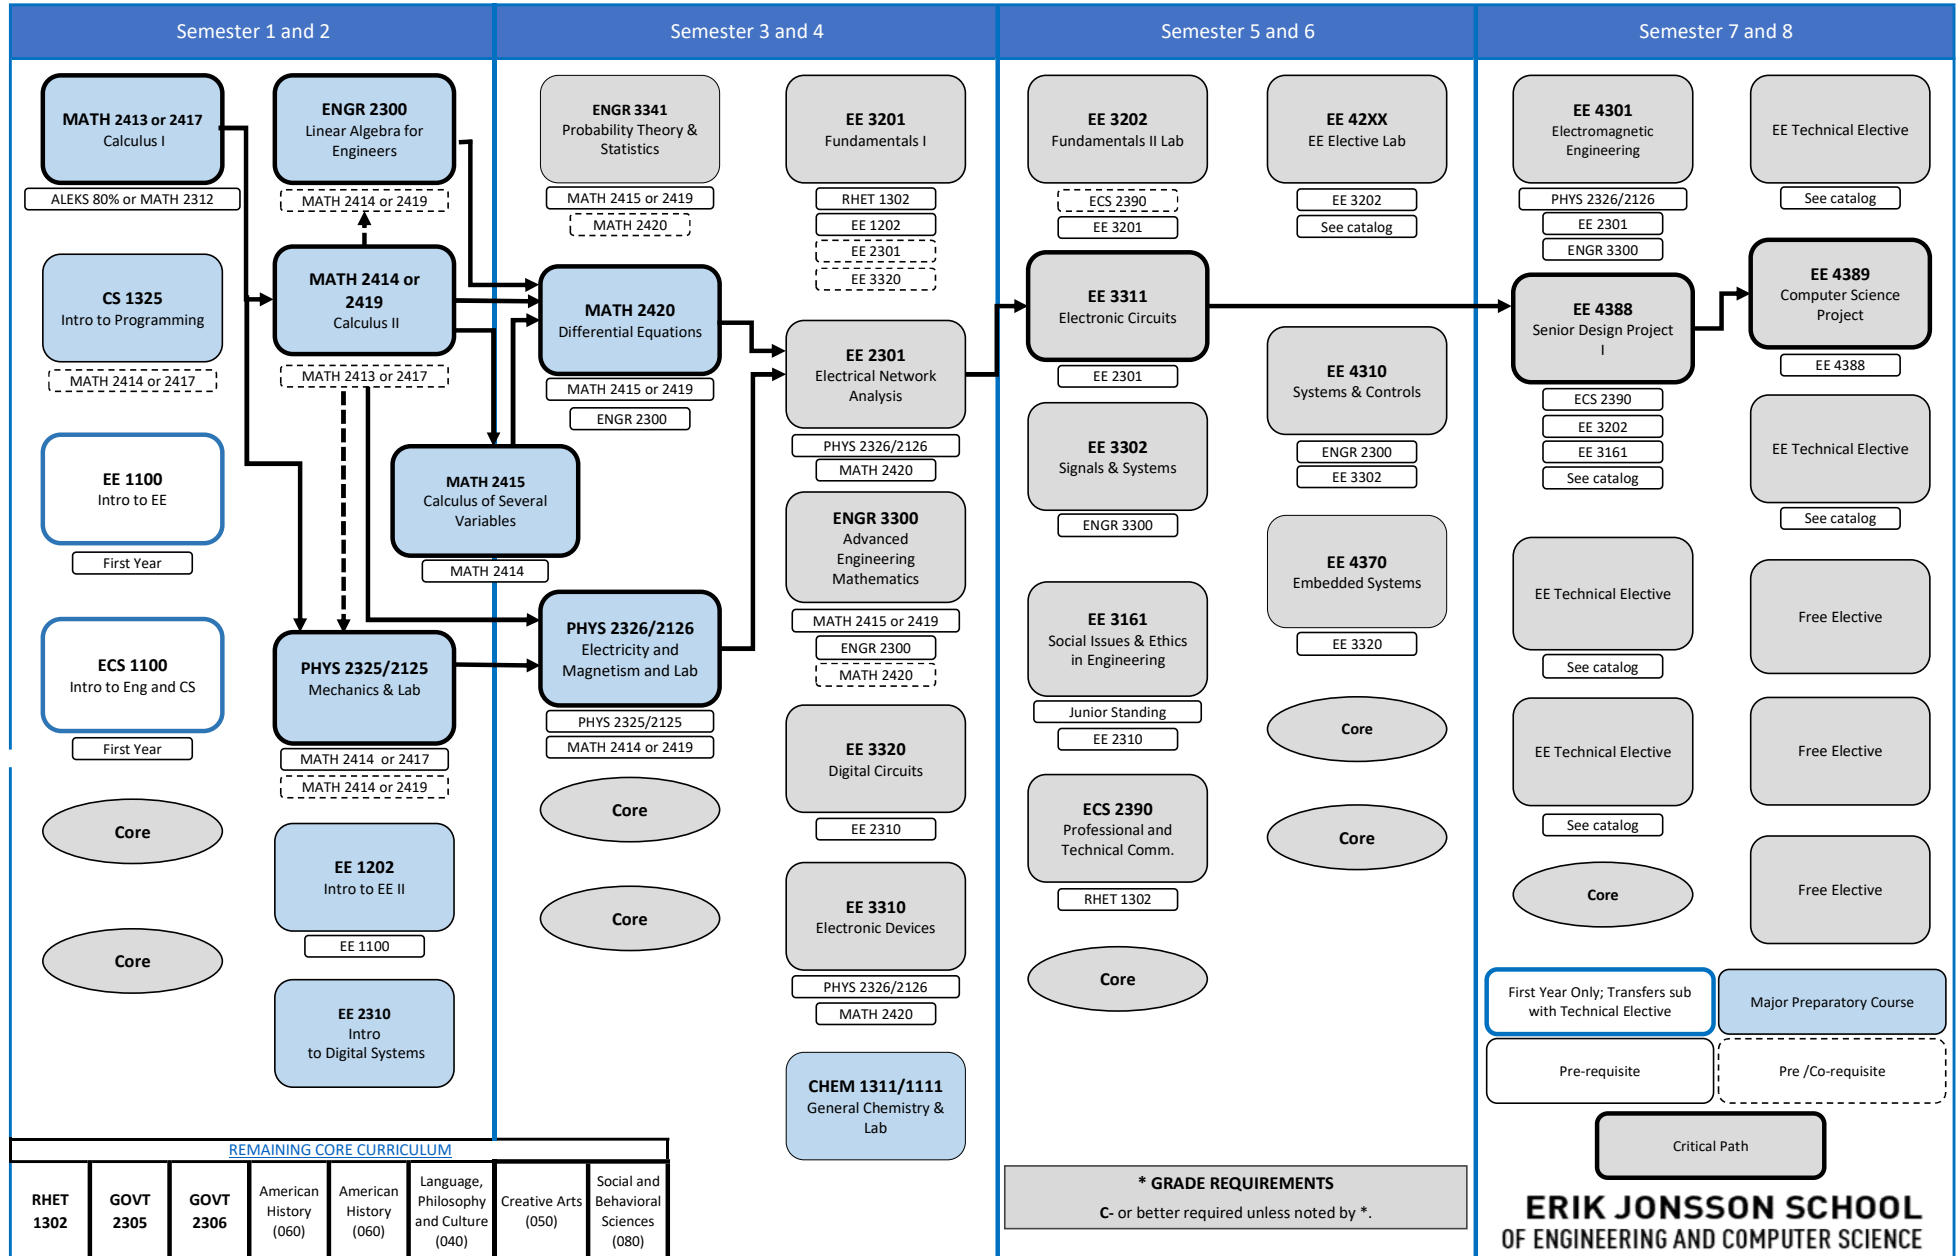 Semester 1 and 2
Semester 3 and 4
Semester 5 and 6
Semester 7 and 8
MATH 2413 or 2417
Calculus I
ALEKS 80% or MATH 2312
CS 1325
Intro to Programming
MATH 2414 or 2417
EE 1100
Intro to EE
First Year
ECS 1100
Intro to Eng and CS
First Year
Core
Core
ENGR 2300
Linear Algebra for
Engineers
MATH 2414 or 2419
MATH 2414 or
2419
Calculus II
MATH 2413 or 2417
MATH 2415
Calculus of Several
Variables
MATH 2414
PHYS 2325/2125
Mechanics & Lab
MATH 2414  or 2417
MATH 2414 or 2419
EE 1202
Intro to EE II
EE 1100
EE 2310
Intro
to Digital Systems
ENGR 3341
Probability Theory &
Statistics
MATH 2415 or 2419
MATH 2420
MATH 2420
Differential Equations
MATH 2415 or 2419
ENGR 2300
PHYS 2326/2126
Electricity and
Magnetism and Lab
PHYS 2325/2125
MATH 2414 or 2419
Core
Core
EE 3201
Fundamentals I
RHET 1302
EE 1202
EE 2301
EE 3320
EE 2301
Electrical Network
Analysis
PHYS 2326/2126
MATH 2420
ENGR 3300
Advanced
Engineering
Mathematics
MATH 2415 or 2419
ENGR 2300
MATH 2420
EE 3320
Digital Circuits
EE 2310
EE 3310
Electronic Devices
PHYS 2326/2126
MATH 2420
CHEM 1311/1111
General Chemistry &
Lab
EE 3202
Fundamentals II Lab
ECS 2390
EE 3201
EE 3311
Electronic Circuits
EE 2301
EE 3302
Signals & Systems
ENGR 3300
EE 3161
Social Issues & Ethics
in Engineering
Junior Standing
EE 2310
ECS 2390
Professional and
Technical Comm.
RHET 1302
Core
EE 42XX
EE Elective Lab
EE 3202
See catalog
EE 4310
Systems & Controls
ENGR 2300
EE 3302
EE 4370
Embedded Systems
EE 3320
Core
Core
EE 4301
Electromagnetic
Engineering
PHYS 2326/2126
EE 2301
ENGR 3300
EE 4388
Senior Design Project
I
ECS 2390
EE 3202
EE 3161
See catalog
EE Technical Elective
See catalog
EE Technical Elective
See catalog
Core
EE Technical Elective
See catalog
EE 4389
Computer Science
Project
EE 4388
EE Technical Elective
See catalog
Free Elective
Free Elective
Free Elective
First Year Only; Transfers sub
with Technical Elective
Major Preparatory Course
Pre-requisite
Pre /Co-requisite
Critical Path
REMAINING CORE CURRICULUM
RHET
1302
GOVT
2305
GOVT
2306
American
History
(060)
American
History
(060)
Language,
Philosophy
and Culture
(040)
Creative Arts
(050)
Social and
Behavioral
Sciences
(080)
* GRADE REQUIREMENTS
C- or better required unless noted by *.
ERIK JONSSON SCHOOL
OF ENGINEERING AND COMPUTER SCIENCE